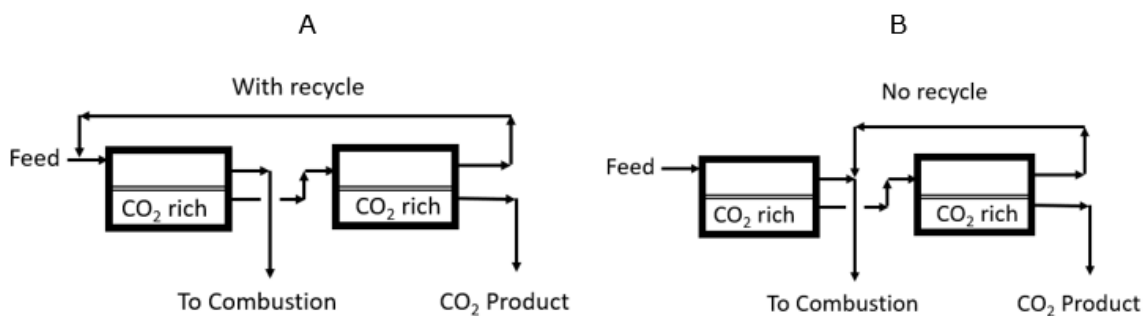 A
With recycle
Feed
CO₂ rich
CO₂ rich
To Combustion
CO₂ Product
B
No recycle
Feed
CO₂ rich
CO₂ rich
To Combustion
CO₂ Product